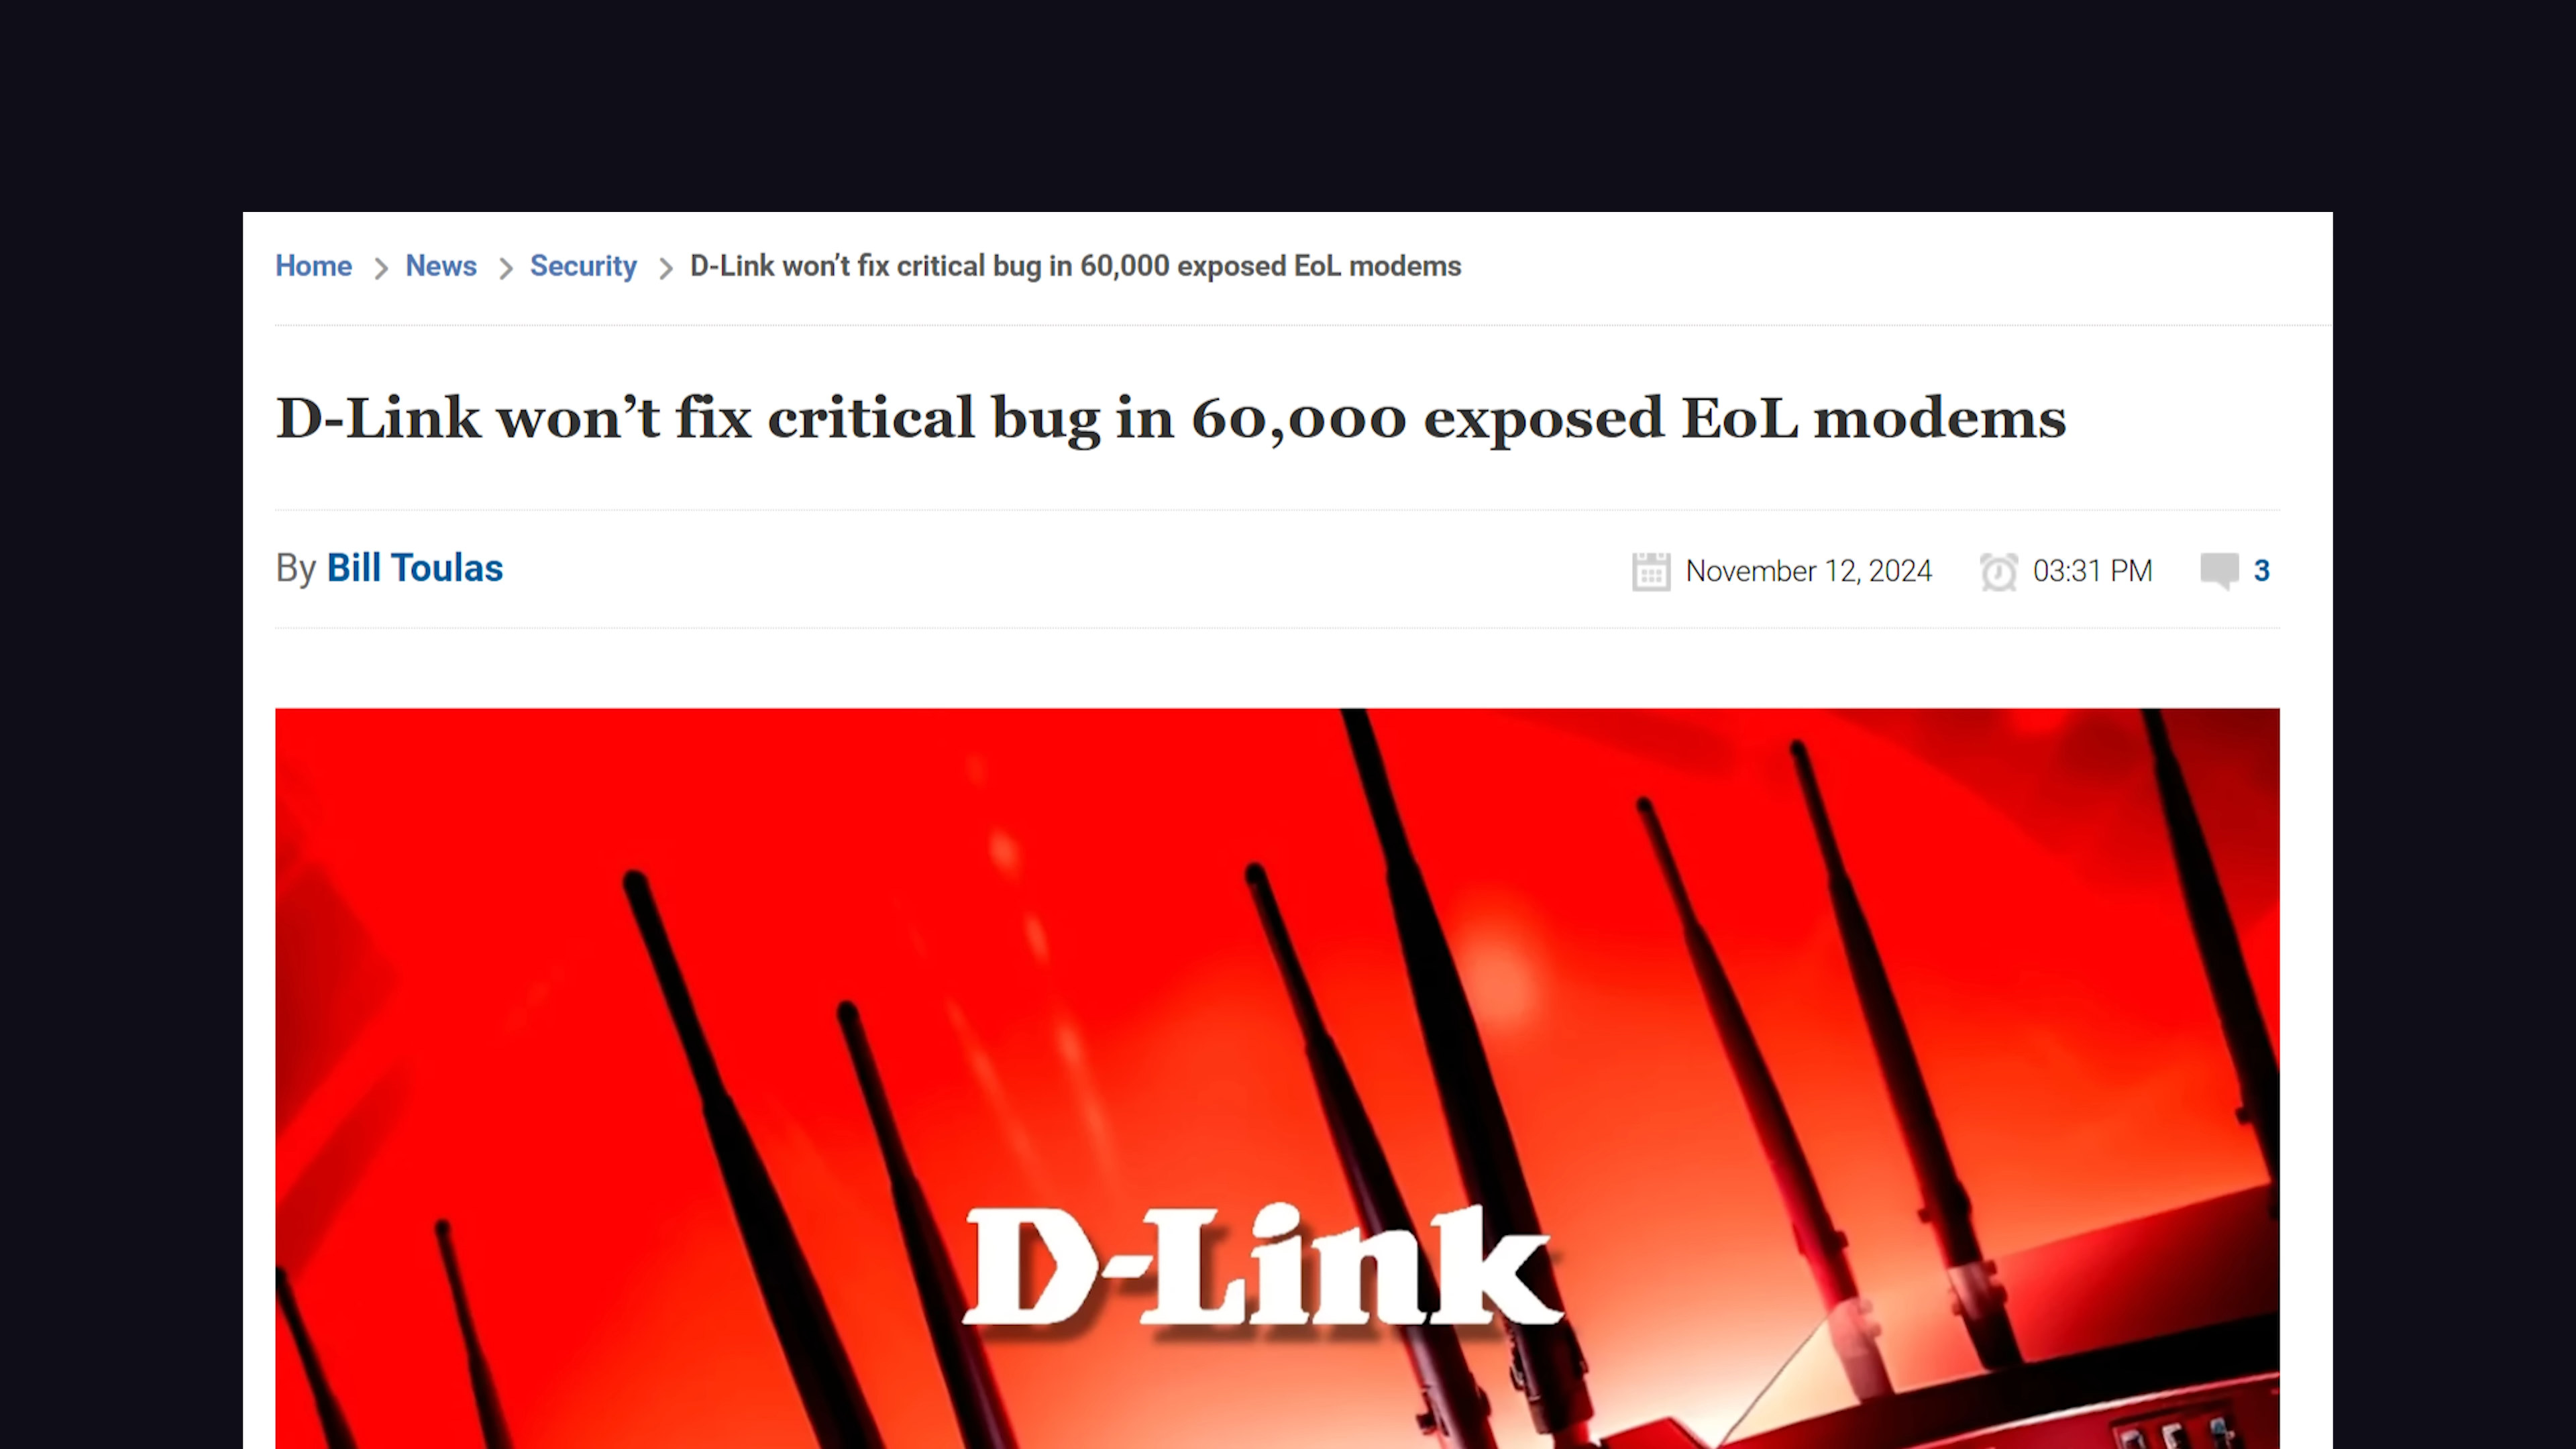 Home > News > Security > D-Link won’t fix critical bug in 60,000 exposed EoL modems
D-Link won’t fix critical bug in 60,000 exposed EoL modems
By Bill Toulas November 12, 2024 03:31 PM 3
D-Link